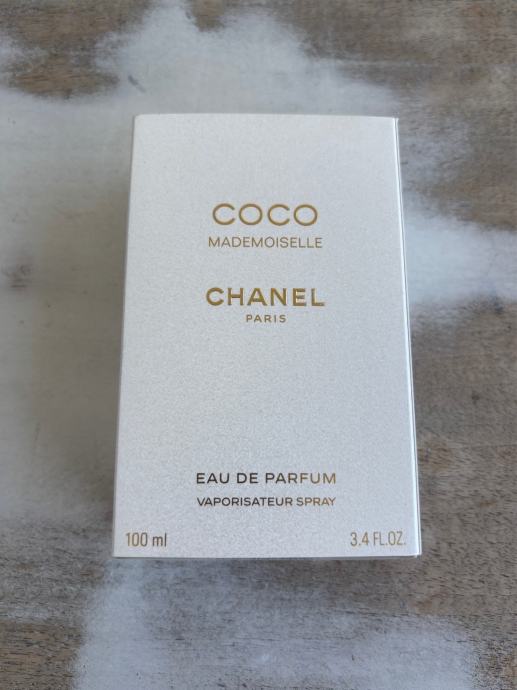 COCO
MADEMOISELLE
CHANEL
PARIS
EAU DE PARFUM
VAPORISATEUR SPRAY
100 ml 3.4 FL.OZ.